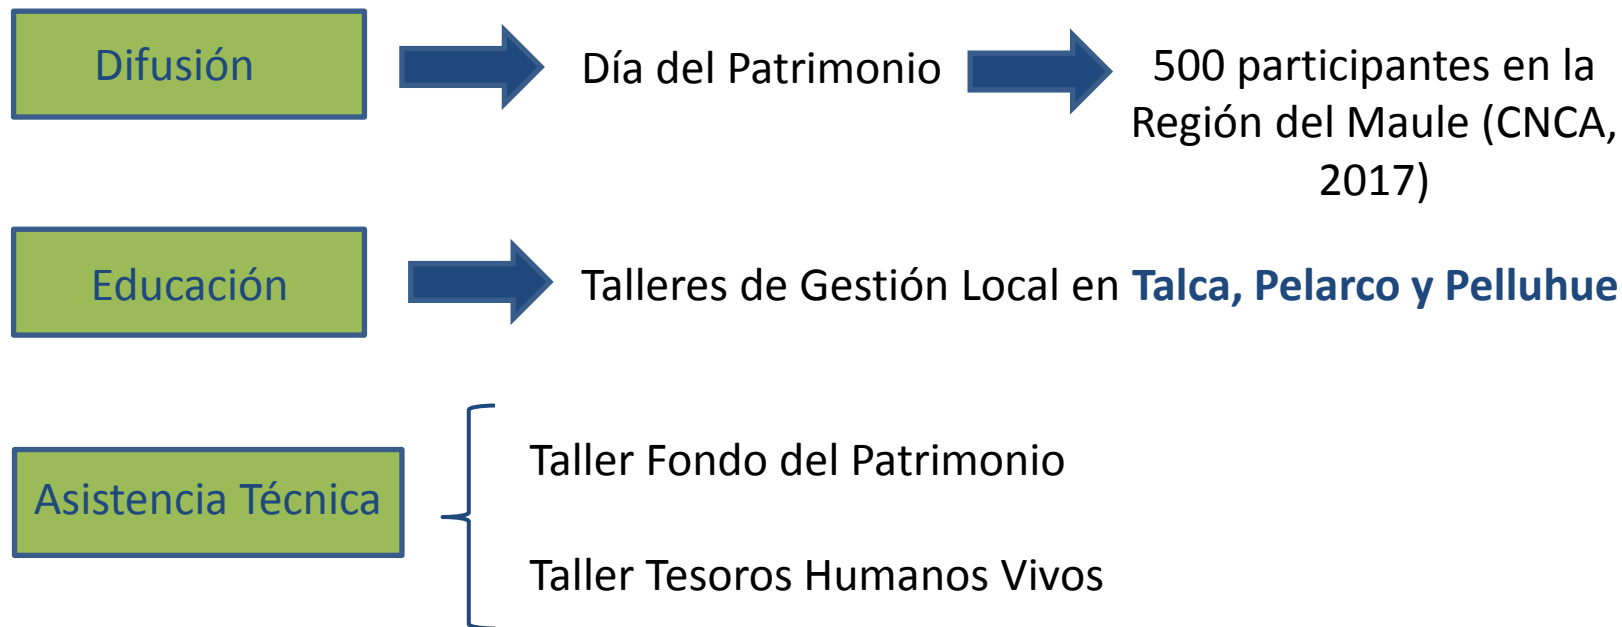 Difusión
Día del Patrimonio
500 participantes en la
Región del Maule (CNCA,
2017)
Educación
Talleres de Gestión Local en Talca, Pelarco y Pelluhue
Asistencia Técnica
Taller Fondo del Patrimonio
Taller Tesoros Humanos Vivos